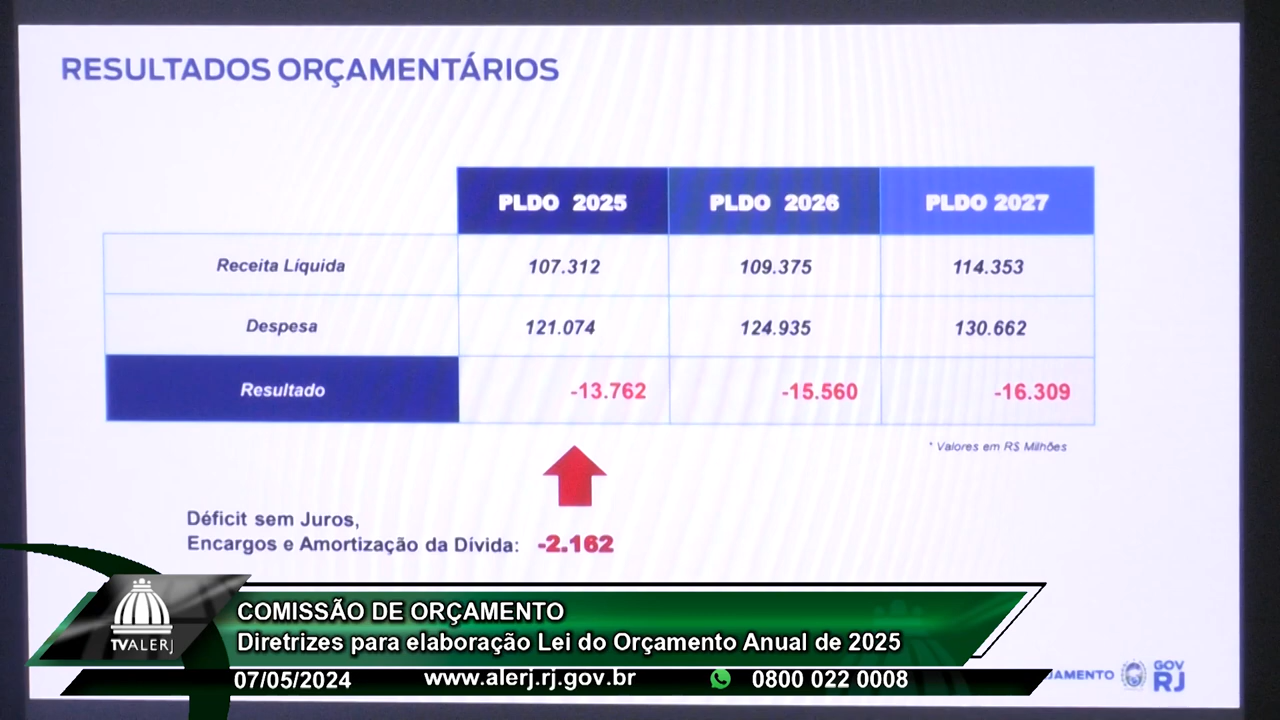 RESULTADOS ORÇAMENTÁRIOS
PLDO 2025 PLDO 2026 PLDO 2027
Receita Líquida 107.312 109.375 114.353
Despesa 121.074 124.935 130.662
Resultado -13.762 -15.560 -16.309
* Valores em R$ Milhões
Déficit sem Juros,
Encargos e Amortização da Dívida: -2.162
TVALERJ
COMISSÃO DE ORÇAMENTO
Diretrizes para elaboração Lei do Orçamento Anual de 2025
07/05/2024 www.alerj.rj.gov.br 0800 022 0008
JAMENTO
GOV
RJ